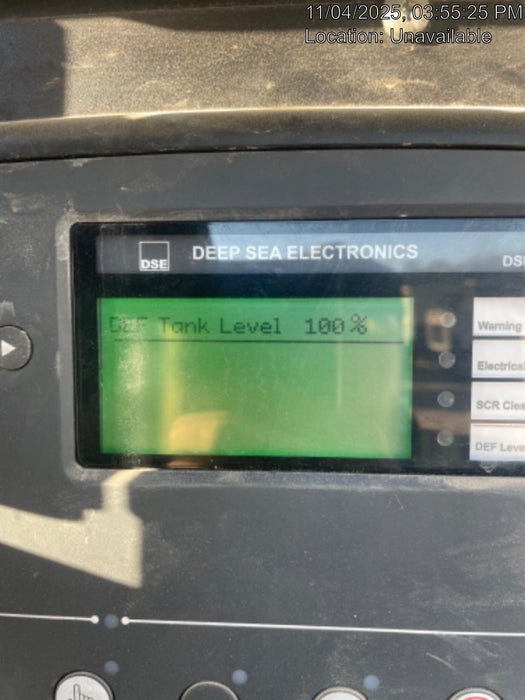 11/04/2025, 03:55:25 PM
Location: Unavailable
DSE
DEEP SEA ELECTRONICS
DEF Tank Level 100%
Warning
Electrical
SCR
DEF